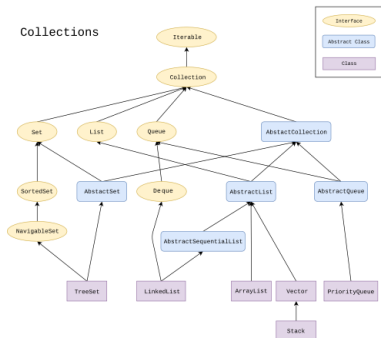 Collections
Iterable
Interface
Abstract Class
Class
Collection
Set
List
Queue
AbstactCollection
SortedSet
AbstactSet
Deque
AbstractList
AbstractQueue
NavigableSet
AbstractSequentialList
TreeSet
LinkedList
ArrayList
Vector
PriorityQueue
Stack